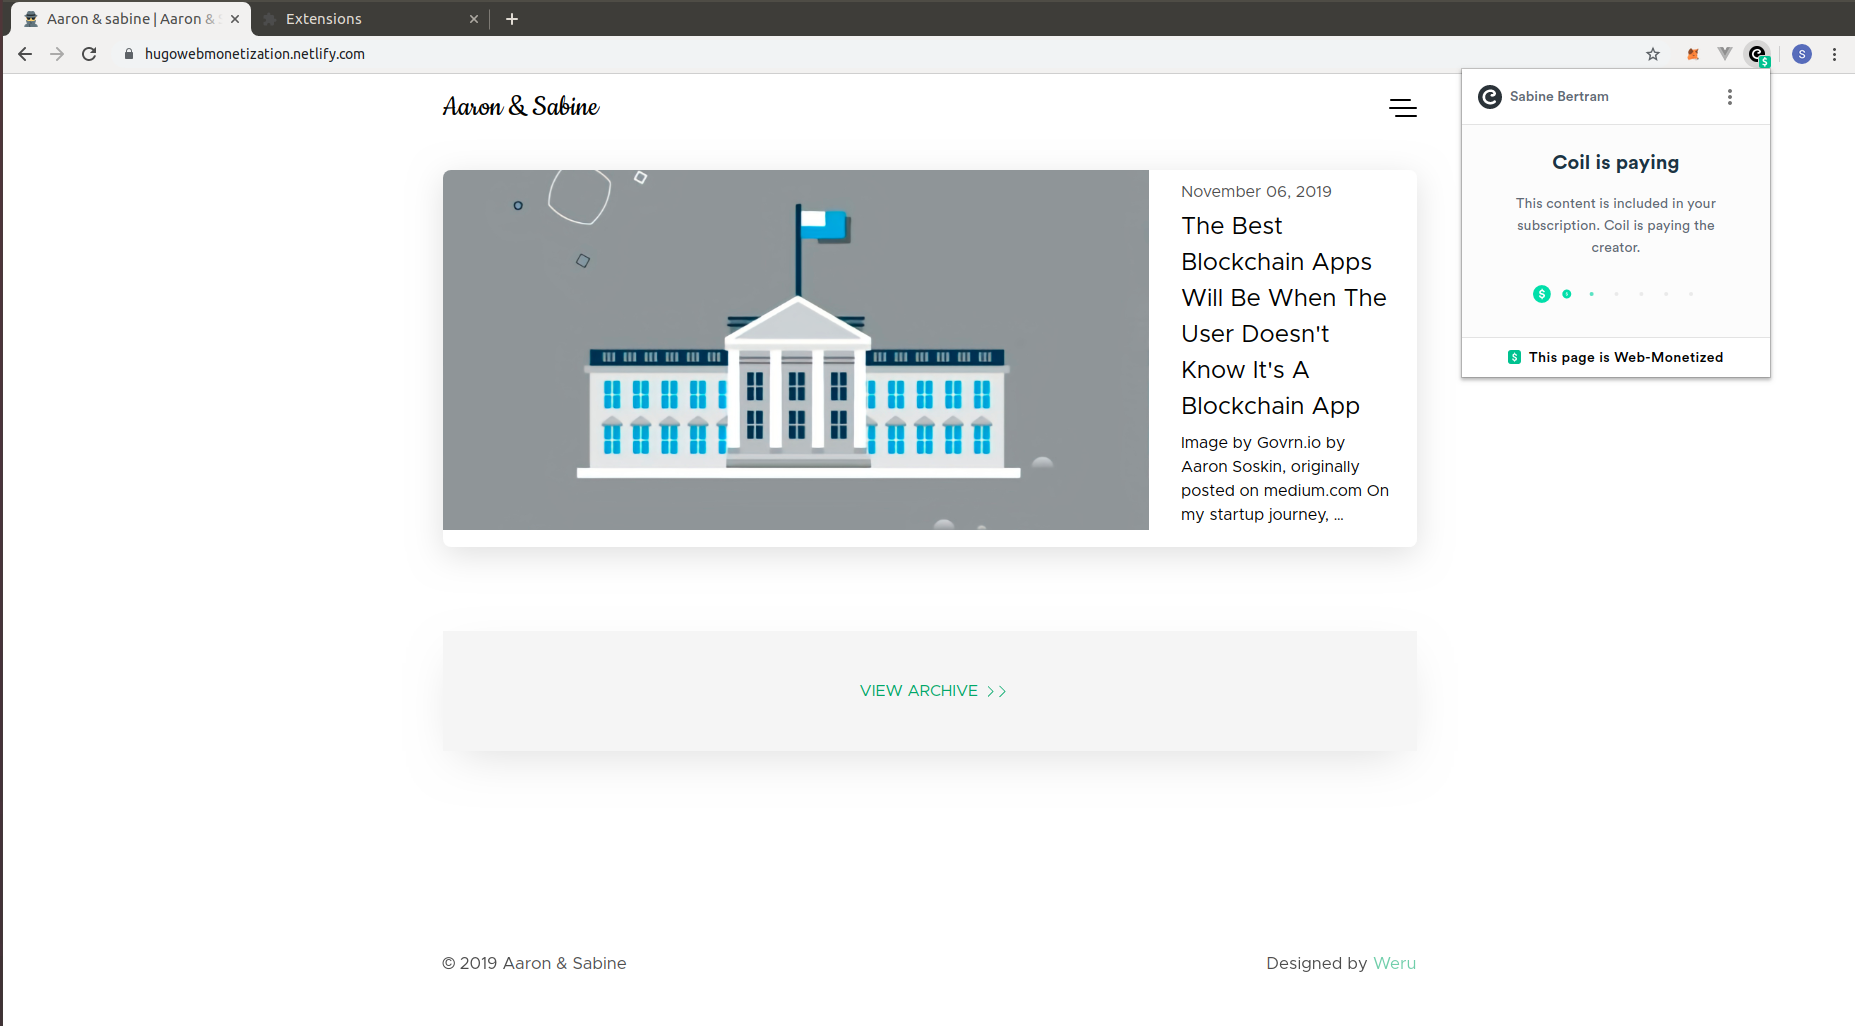 Aaron & sabine | Aaron &
Extensions
hugowebmonetization.netlify.com
S
Aaron & Sabine
Sabine Bertram
Coil is paying
This content is included in your
subscription. Coil is paying the
creator.
$
$ This page is Web-Monetized
November 06, 2019
The Best
Blockchain Apps
Will Be When The
User Doesn't
Know It's A
Blockchain App
Image by Govrn.io by
Aaron Soskin, originally
posted on medium.com On
my startup journey, ...
VIEW ARCHIVE >>
© 2019 Aaron & Sabine
Designed by Weru